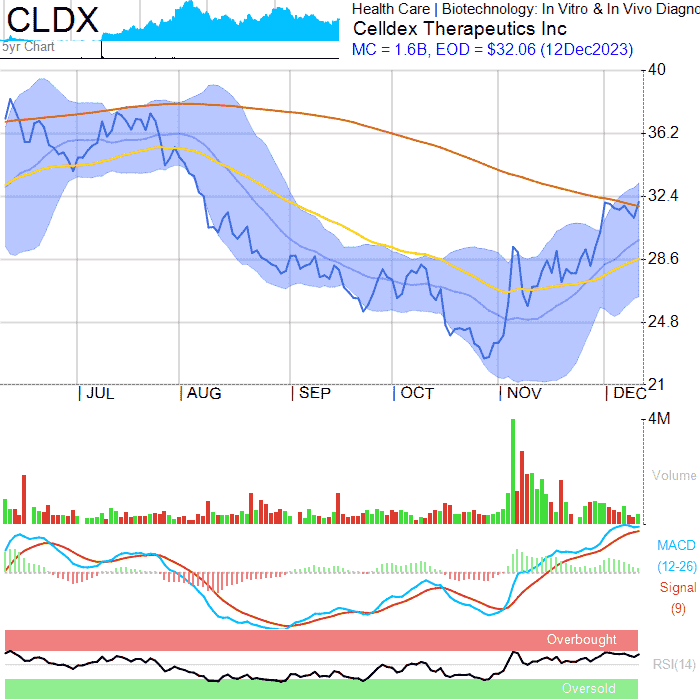 CLDX
5yr Chart
Health Care | Biotechnology: In Vitro & In Vivo Diagno
Celldex Therapeutics Inc
MC = 1.6B, EOD = $32.06 (12Dec2023)
40
36.2
32.4
28.6
24.8
21
|JUL |AUG |SEP |OCT |NOV |DEC
4M
Volume
MACD
(12-26)
Signal
(9)
Overbought
RSI(14)
Oversold